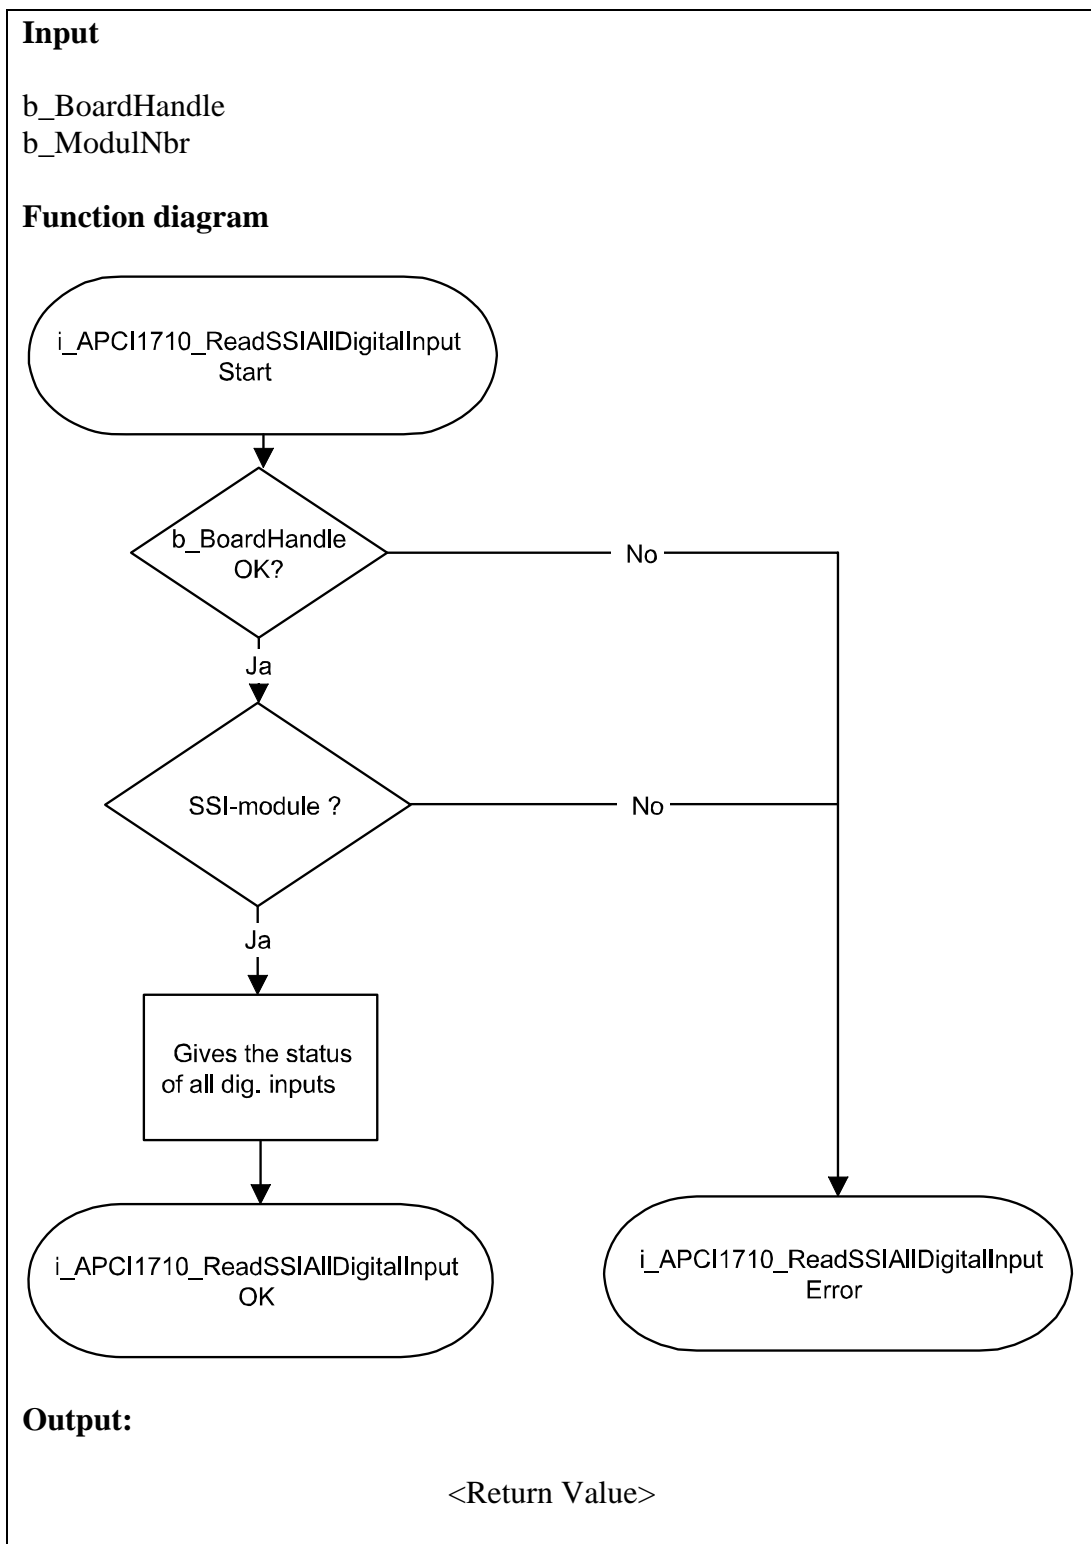 Input
b_BoardHandle
b_ModulNbr
Function diagram
i_APCI1710_ReadSSIAllDigitalInput
Start
b_BoardHandle
OK?
No
Ja
SSI-module ?
No
Ja
Gives the status
of all dig. inputs
i_APCI1710_ReadSSIAllDigitalInput
OK
i_APCI1710_ReadSSIAllDigitalInput
Error
Output:
<Return Value>